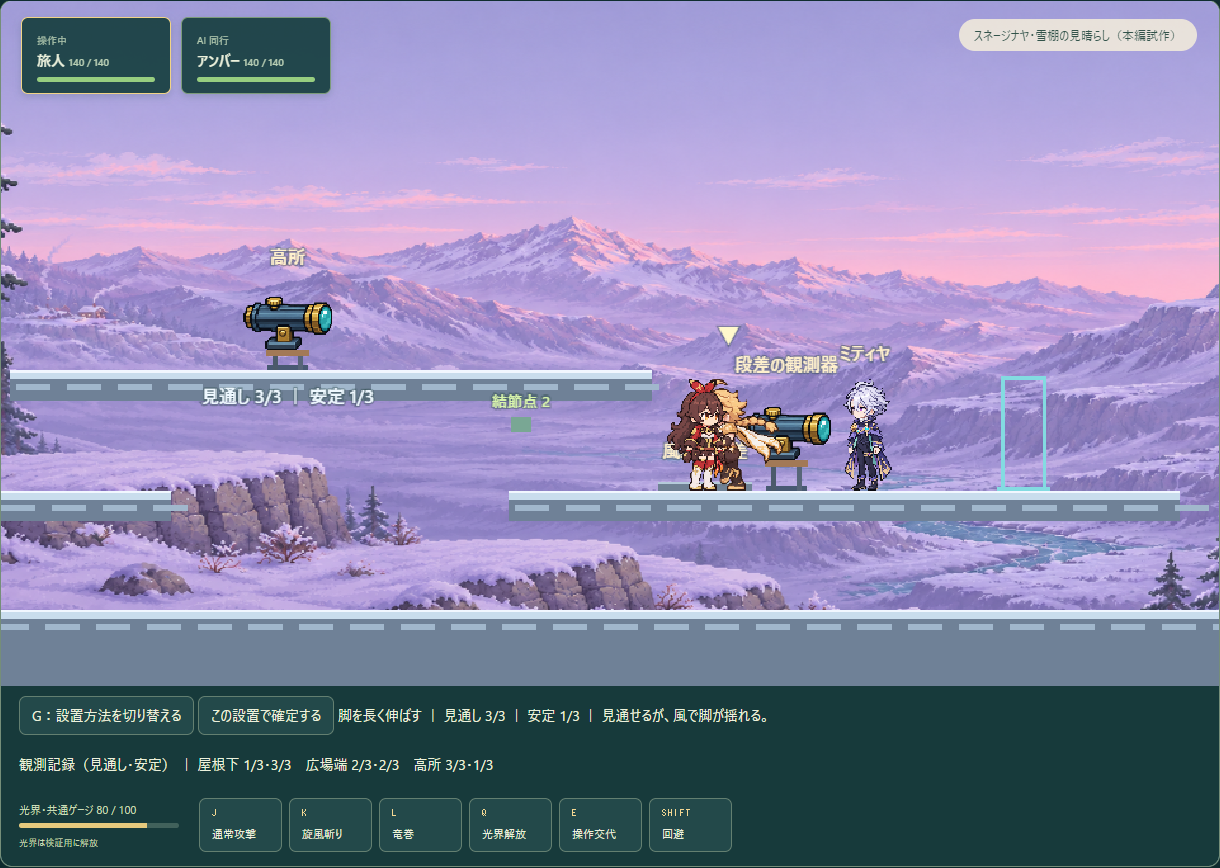 操作中
旅人 140 / 140
AI 同行
アンバー 140 / 140
スネージナヤ・雪棚の見晴らし（本編試作）
高所
見通し 3/3 ｜ 安定 1/3
結節点 2
段差の観測器
ミティヤ
G：設置方法を切り替える
この設置で確定する
脚を長く伸ばす ｜ 見通し 3/3 ｜ 安定 1/3 ｜ 見通せるが、風で脚が揺れる。
観測記録（見通し・安定） ｜ 屋根下 1/3・3/3 広場端 2/3・2/3 高所 3/3・1/3
光界・共通ゲージ 80 / 100
光界は検証用に解放
J
通常攻撃
K
旋風斬り
L
竜巻
Q
光界解放
E
操作交代
SHIFT
回避